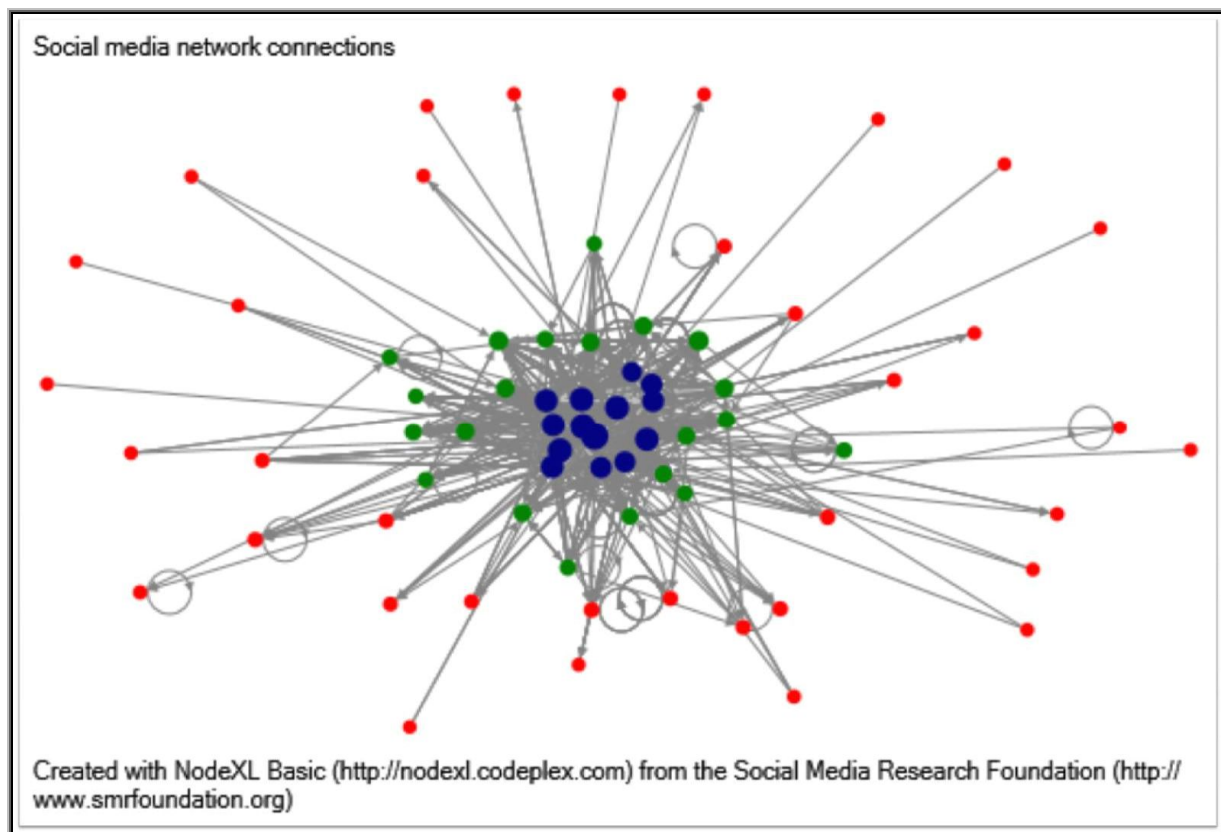 Social media network connections
Created with NodeXL Basic (http://nodexl.codeplex.com) from the Social Media Research Foundation (http://
www.smrfoundation.org)